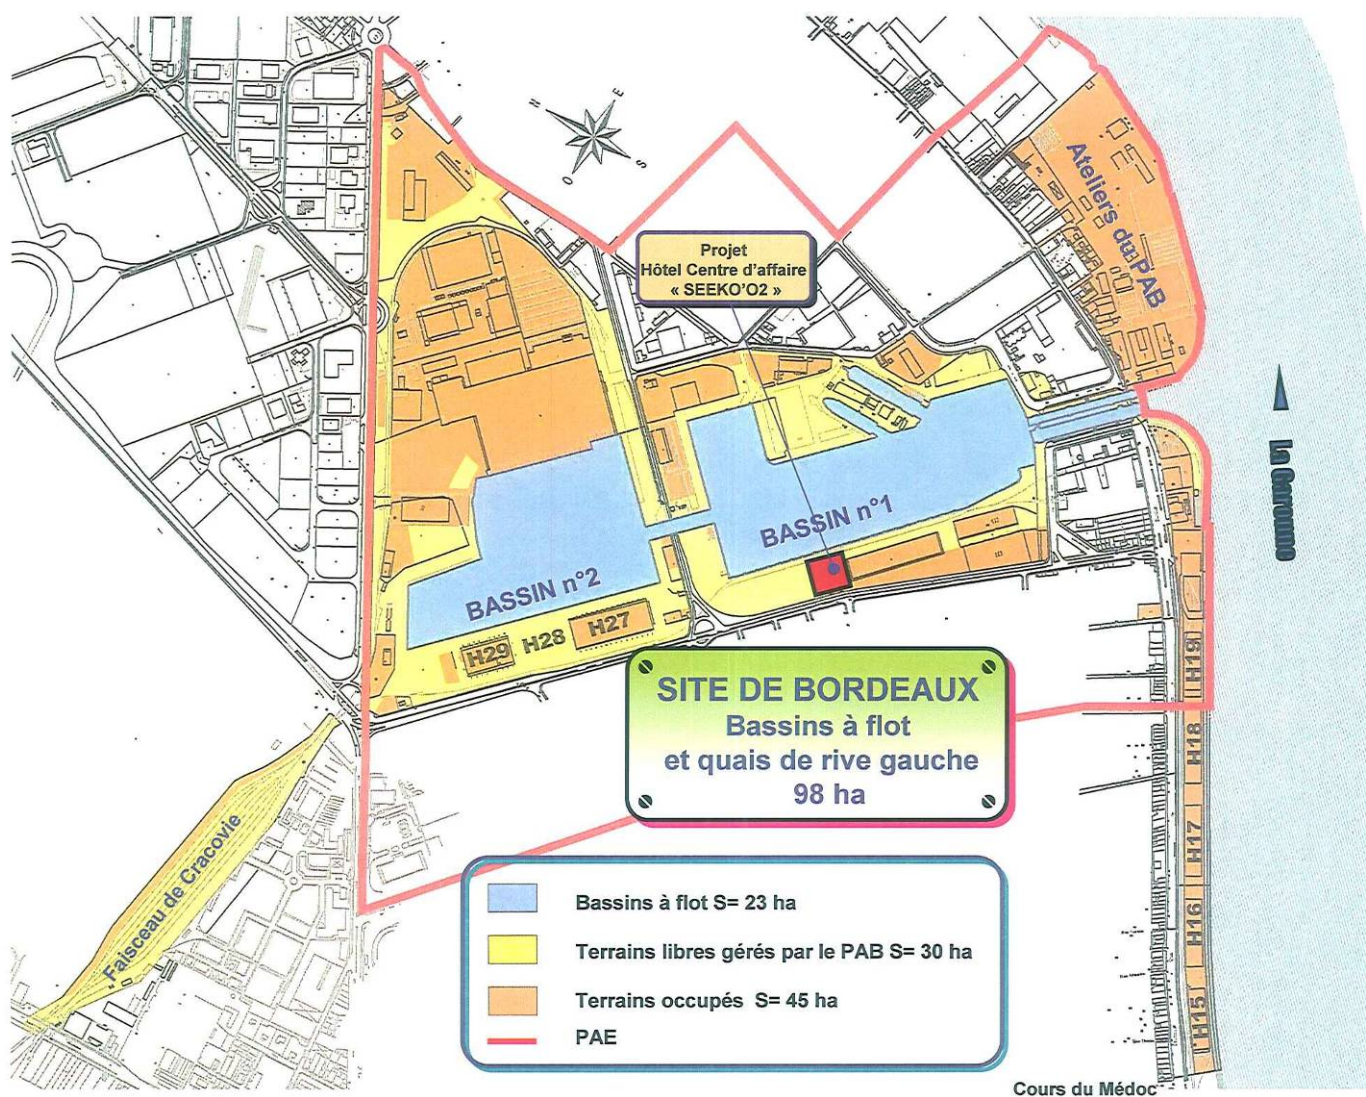 N
E
S
O
Projet
Hôtel Centre d'affaire
« SEEKO'O2 »
Ateliers du PAB
La Garonne
BASSIN n°1
BASSIN n°2
H29
H28
H27
H19
H18
H17
H16
H15
SITE DE BORDEAUX
Bassins à flot
et quais de rive gauche
98 ha
Faisceau de Cracovie
Bassins à flot S= 23 ha
Terrains libres gérés par le PAB S= 30 ha
Terrains occupés S= 45 ha
PAE
Cours du Médoc